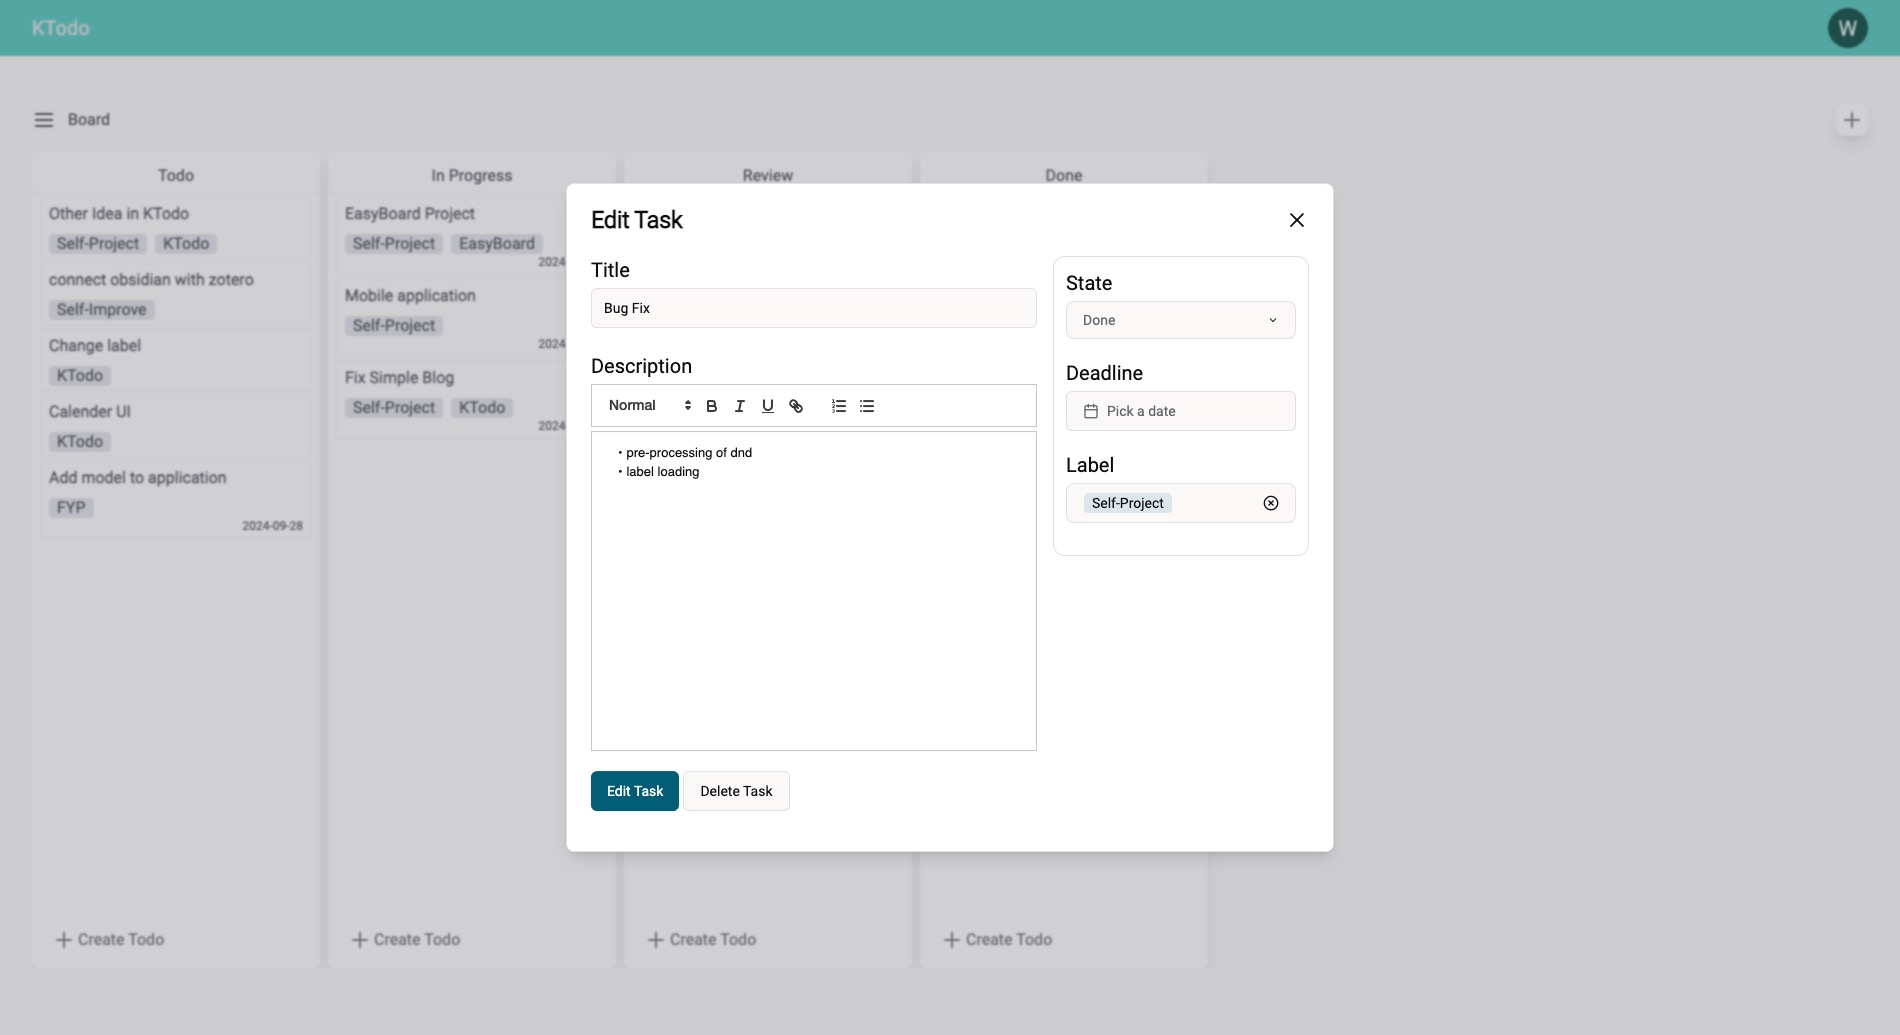 KTodo
W
Board
Todo
In Progress
Review
Done
Other Idea in KTodo
Self-Project KTodo
connect obsidian with zotero
Self-Improve
Change label
KTodo
Calender UI
KTodo
Add model to application
FYP
2024-09-28
+ Create Todo
EasyBoard Project
Self-Project EasyBoard
2024-
Mobile application
Self-Project
2024-
Fix Simple Blog
Self-Project KTodo
2024-
+ Create Todo
+ Create Todo
+ Create Todo
Edit Task
Title
Bug Fix
Description
Normal
B I U
• pre-processing of dnd
• label loading
State
Done
Deadline
Pick a date
Label
Self-Project
Edit Task
Delete Task